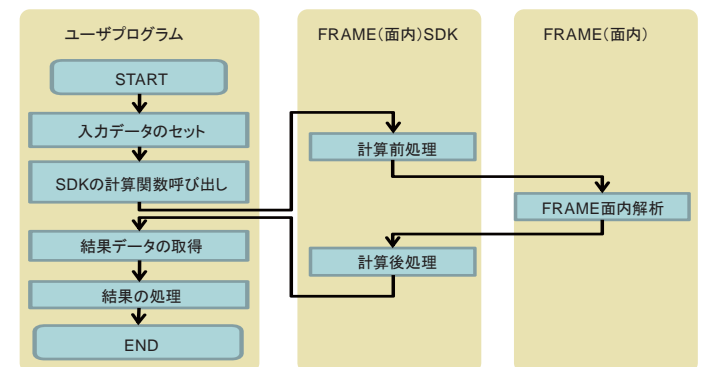 ユーザプログラム
FRAME(面内)SDK
FRAME(面内)
START
入力データのセット
SDKの計算関数呼び出し
計算前処理
FRAME面内解析
計算後処理
結果データの取得
結果の処理
END